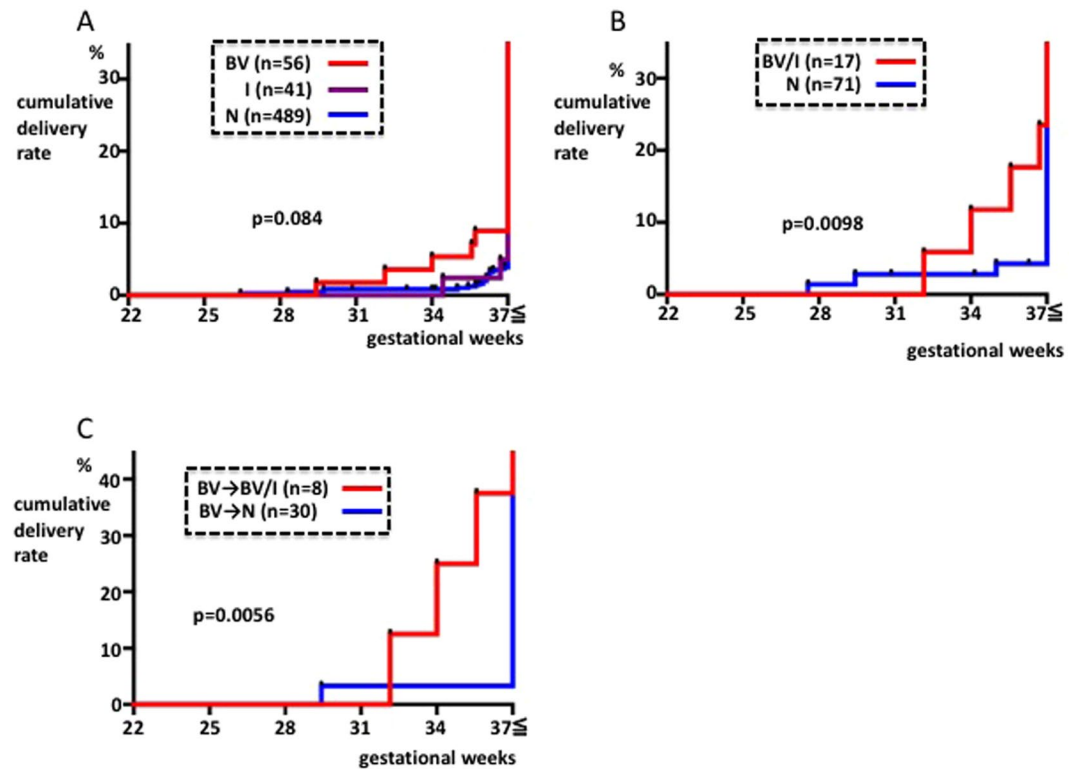 A
%
cumulative
delivery
rate
30
20
10
0
BV (n=56)
I (n=41)
N (n=489)
p=0.084
22 25 28 31 34 37≦
gestational weeks
B
%
cumulative
delivery
rate
30
20
10
0
BV/I (n=17)
N (n=71)
p=0.0098
22 25 28 31 34 37≦
gestational weeks
C
%
cumulative
delivery
rate
40
30
20
10
0
BV→BV/I (n=8)
BV→N (n=30)
p=0.0056
22 25 28 31 34 37≦
gestational weeks